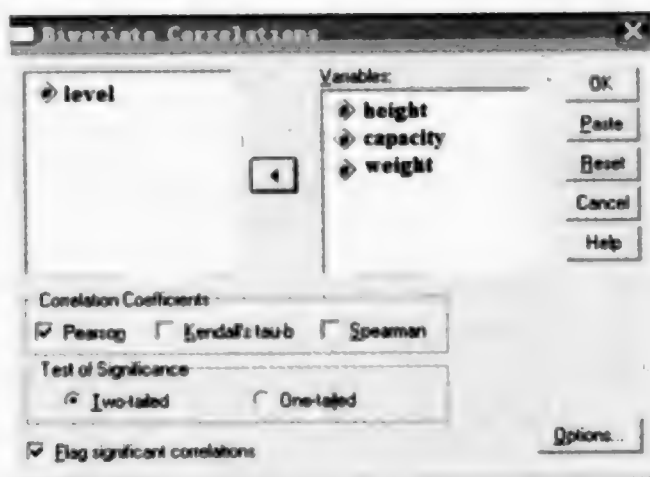 Bivariate Correlations
level
Variables:
height
capacity
weight
OK
Paste
Reset
Cancel
Help
Correlation Coefficients
Pearson Kendall's tau-b Spearman
Test of Significance
Two-tailed One-tailed
Flag significant correlations
Options...